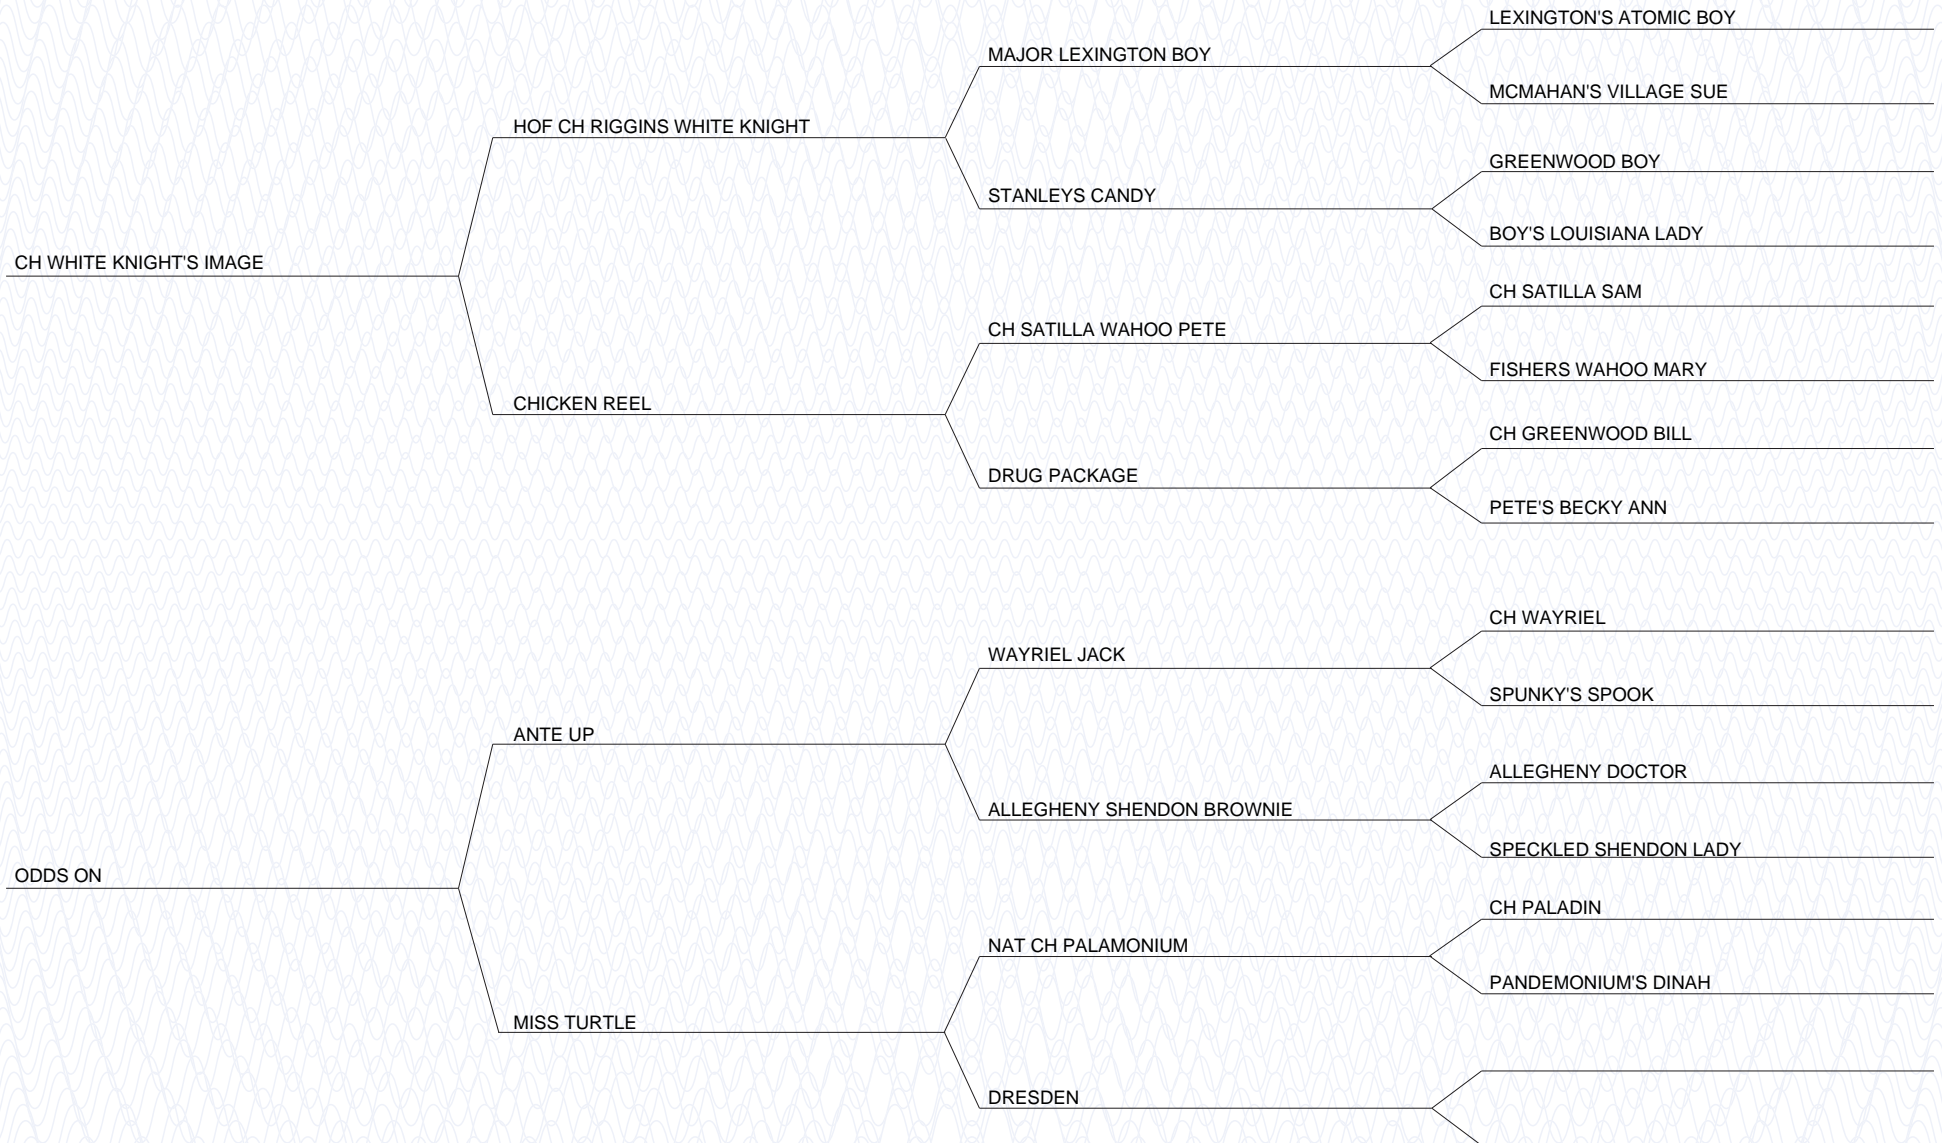 LEXINGTON'S ATOMIC BOY
MAJOR LEXINGTON BOY
MCMAHAN'S VILLAGE SUE
HOF CH RIGGINS WHITE KNIGHT
GREENWOOD BOY
STANLEYS CANDY
BOY'S LOUISIANA LADY
CH WHITE KNIGHT'S IMAGE
CH SATILLA SAM
CH SATILLA WAHOO PETE
FISHERS WAHOO MARY
CHICKEN REEL
CH GREENWOOD BILL
DRUG PACKAGE
PETE'S BECKY ANN
CH WAYRIEL
WAYRIEL JACK
SPUNKY'S SPOOK
ANTE UP
ALLEGHENY DOCTOR
ALLEGHENY SHENDON BROWNIE
SPECKLED SHENDON LADY
ODDS ON
CH PALADIN
NAT CH PALAMONIUM
PANDEMONIUM'S DINAH
MISS TURTLE
DRESDEN